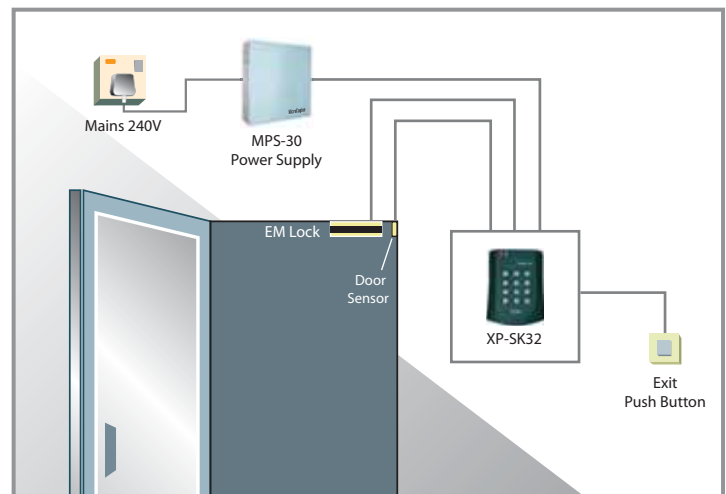 Mains 240V
MPS-30
Power Supply
EM Lock
Door
Sensor
XP-SK32
Exit
Push Button